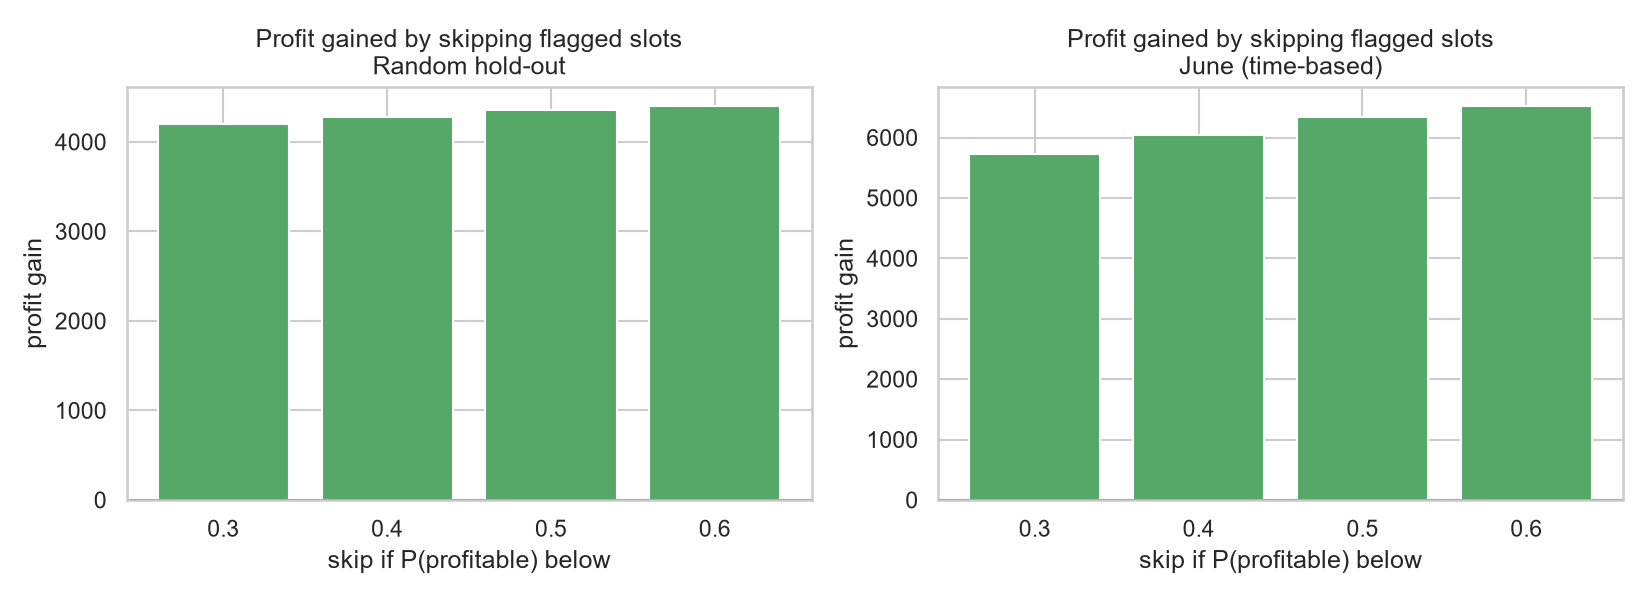 Profit gained by skipping flagged slots
Random hold-out
profit gain
4000
3000
2000
1000
0
0.3 0.4 0.5 0.6
skip if P(profitable) below
Profit gained by skipping flagged slots
June (time-based)
profit gain
6000
5000
4000
3000
2000
1000
0
0.3 0.4 0.5 0.6
skip if P(profitable) below